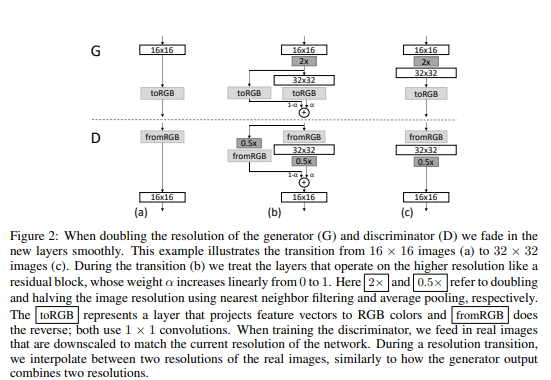 G
16x16
toRGB
16x16
2x
32x32
toRGB
toRGB
1-α
α
+
16x16
2x
32x32
toRGB
D
fromRGB
16x16
(a)
0.5x
fromRGB
fromRGB
32x32
0.5x
1-α
α
+
16x16
(b)
fromRGB
32x32
0.5x
16x16
(c)
Figure 2: When doubling the resolution of the generator (G) and discriminator (D) we fade in the
new layers smoothly. This example illustrates the transition from 16 × 16 images (a) to 32 × 32
images (c). During the transition (b) we treat the layers that operate on the higher resolution like a
residual block, whose weight α increases linearly from 0 to 1. Here 2× and 0.5× refer to doubling
and halving the image resolution using nearest neighbor filtering and average pooling, respectively.
The toRGB represents a layer that projects feature vectors to RGB colors and fromRGB does
the reverse; both use 1 × 1 convolutions. When training the discriminator, we feed in real images
that are downscaled to match the current resolution of the network. During a resolution transition,
we interpolate between two resolutions of the real images, similarly to how the generator output
combines two resolutions.